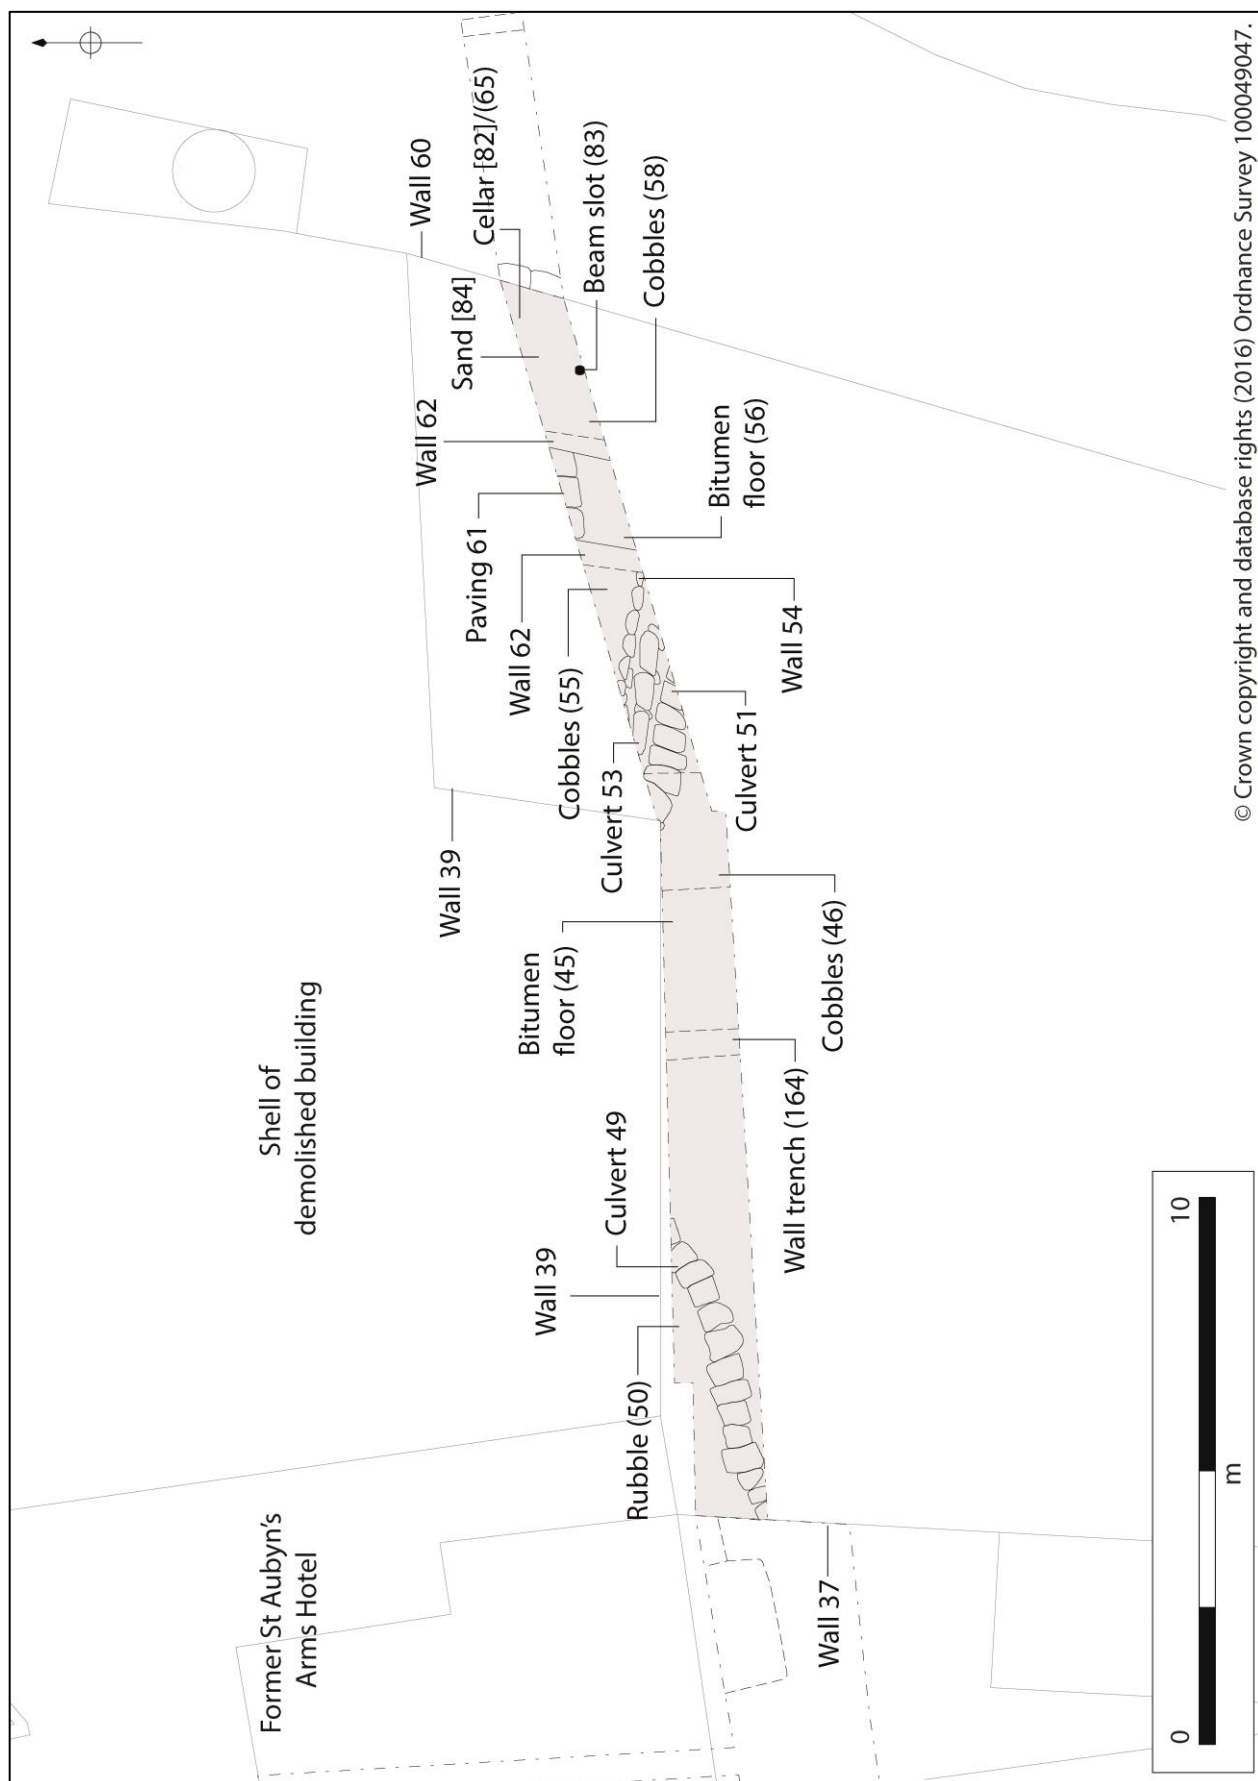 Former St Aubyn's
Arms Hotel
Shell of
demolished building
Wall 39
Wall 60
Wall 62
Sand [84]
Cellar [82]/(65)
Paving 61
Wall 62
Cobbles (55)
Culvert 53
Bitumen
floor (45)
Culvert 49
Wall 39
Rubble (50)
Wall 37
Wall trench (164)
Cobbles (46)
Culvert 51
Wall 54
Bitumen
floor (56)
Cobbles (58)
Beam slot (83)
0
10
m
© Crown copyright and database rights (2016) Ordnance Survey 100049047.